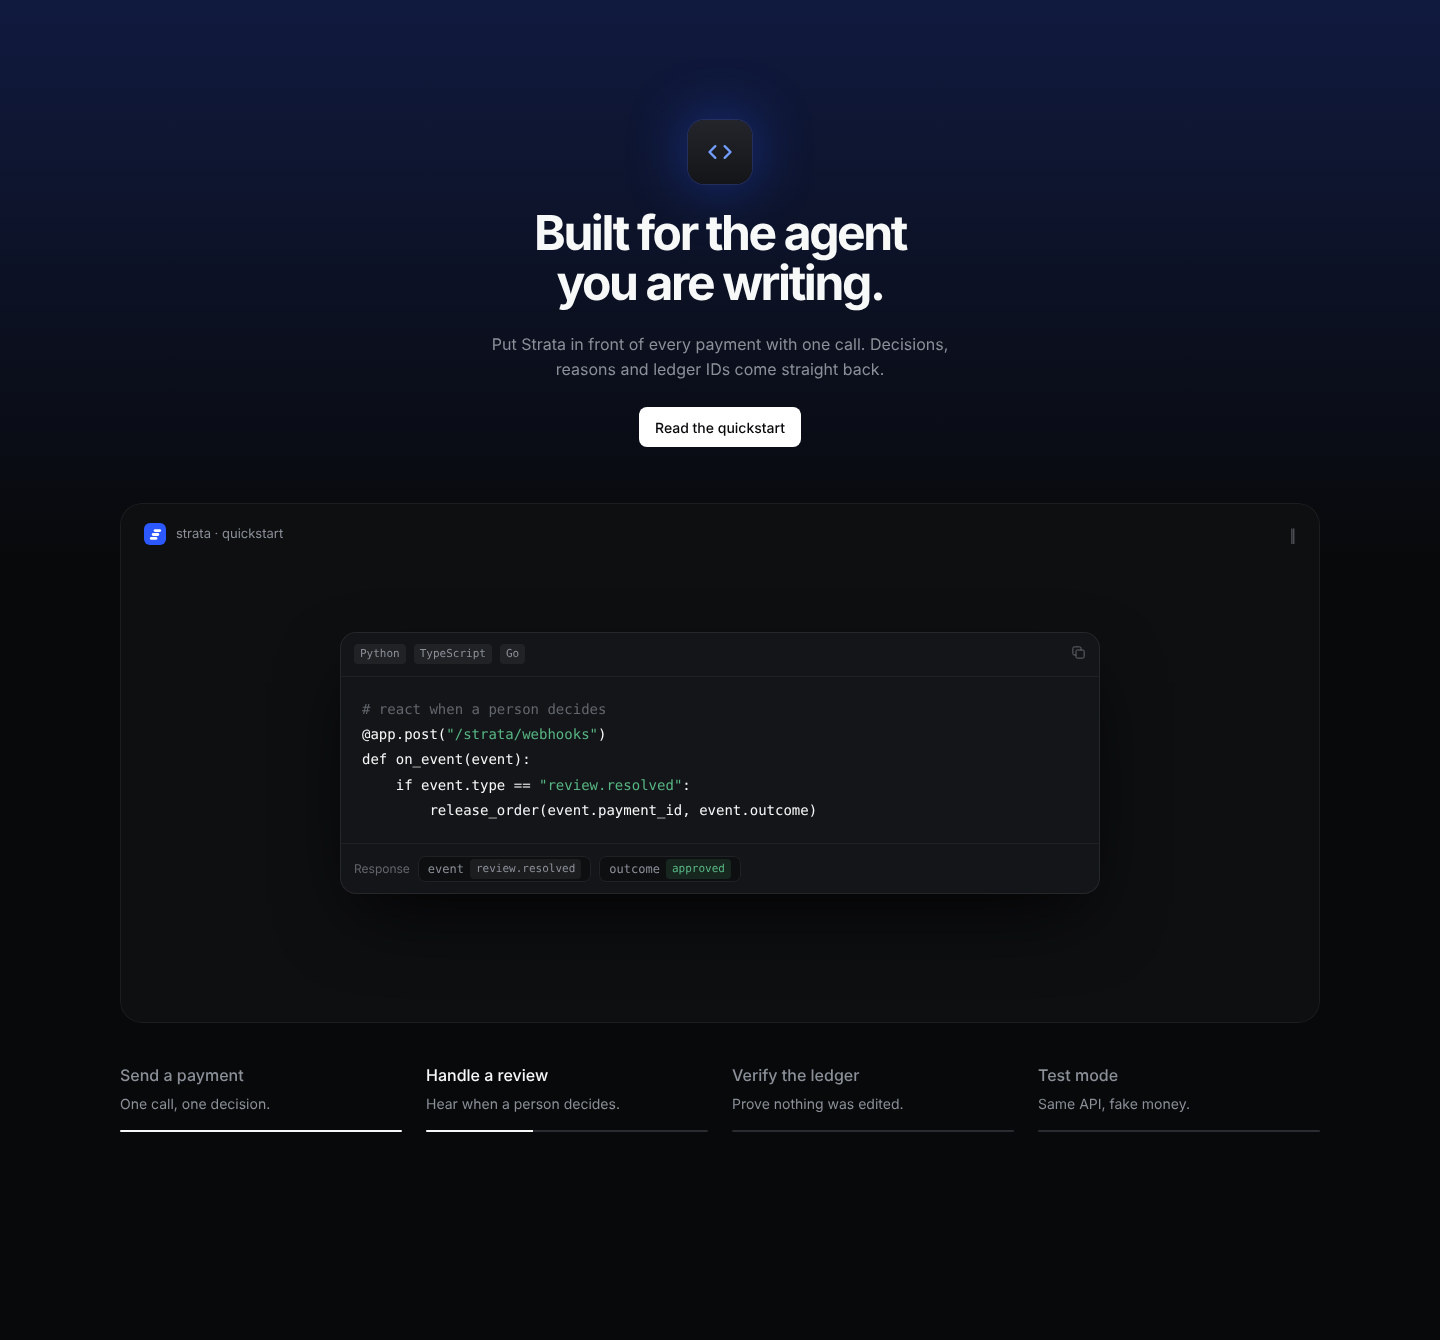 Built for the agent
you are writing.
Put Strata in front of every payment with one call. Decisions,
reasons and ledger IDs come straight back.
Read the quickstart
strata · quickstart
Python TypeScript Go
# react when a person decides
@app.post("/strata/webhooks")
def on_event(event):
    if event.type == "review.resolved":
        release_order(event.payment_id, event.outcome)
Response event review.resolved outcome approved
Send a payment
One call, one decision.
Handle a review
Hear when a person decides.
Verify the ledger
Prove nothing was edited.
Test mode
Same API, fake money.